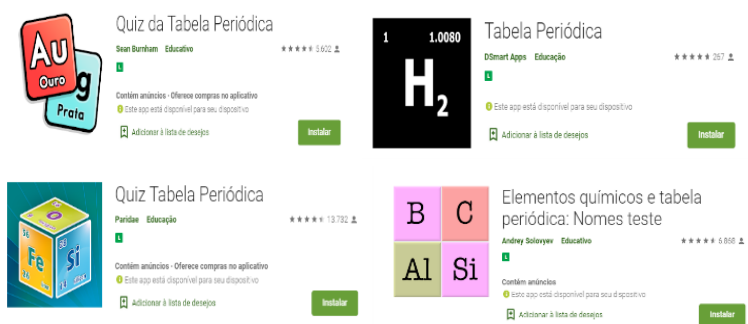 Au
Ouro
g
Prata
Quiz da Tabela Periódica
Sean Burnham Educativo
5.602
L
Contém anúncios · Oferece compras no aplicativo
Este app está disponível para seu dispositivo
Adicionar à lista de desejos
Instalar
1 1.0080
H2
Tabela Periódica
DSmart Apps Educação
267
L
Este app está disponível para seu dispositivo
Adicionar à lista de desejos
Instalar
O
Fe
Si
Quiz Tabela Periódica
Paridae Educação
13.732
L
Contém anúncios · Oferece compras no aplicativo
Este app está disponível para seu dispositivo
Adicionar à lista de desejos
Instalar
B C
Al Si
Elementos químicos e tabela
periódica: Nomes teste
Andrey Solovyev Educativo
6.868
L
Contém anúncios
Este app está disponível para seu dispositivo
Adicionar à lista de desejos
Instalar